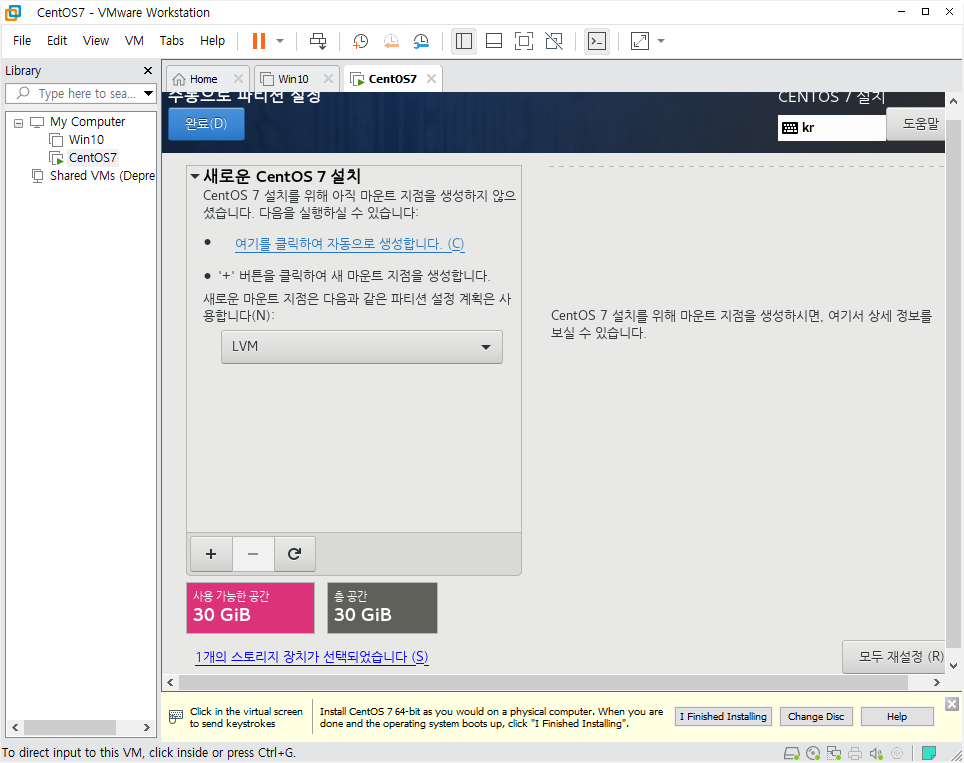 CentOS7 - VMware Workstation
File Edit View VM Tabs Help
Library
Type here to sea...
My Computer
Win10
CentOS7
Shared VMs (Depre
Home
Win10
CentOS7
수동으로 파티션 설정
CENTOS 7 설치
완료(D)
kr
도움말
새로운 CentOS 7 설치
CentOS 7 설치를 위해 아직 마운트 지점을 생성하지 않으
셨습니다. 다음을 실행하실 수 있습니다:
• 여기를 클릭하여 자동으로 생성합니다. (C)
• '+' 버튼을 클릭하여 새 마운트 지점을 생성합니다.
새로운 마운트 지점은 다음과 같은 파티션 설정 계획은 사
용합니다(N):
LVM
CentOS 7 설치를 위해 마운트 지점을 생성하시면, 여기서 상세 정보를
보실 수 있습니다.
+ −
사용 가능한 공간
30 GiB
총 공간
30 GiB
1개의 스토리지 장치가 선택되었습니다 (S)
모두 재설정 (R)
Click in the virtual screen
to send keystrokes
Install CentOS 7 64-bit as you would on a physical computer. When you are
done and the operating system boots up, click "I Finished Installing".
I Finished Installing
Change Disc
Help
To direct input to this VM, click inside or press Ctrl+G.